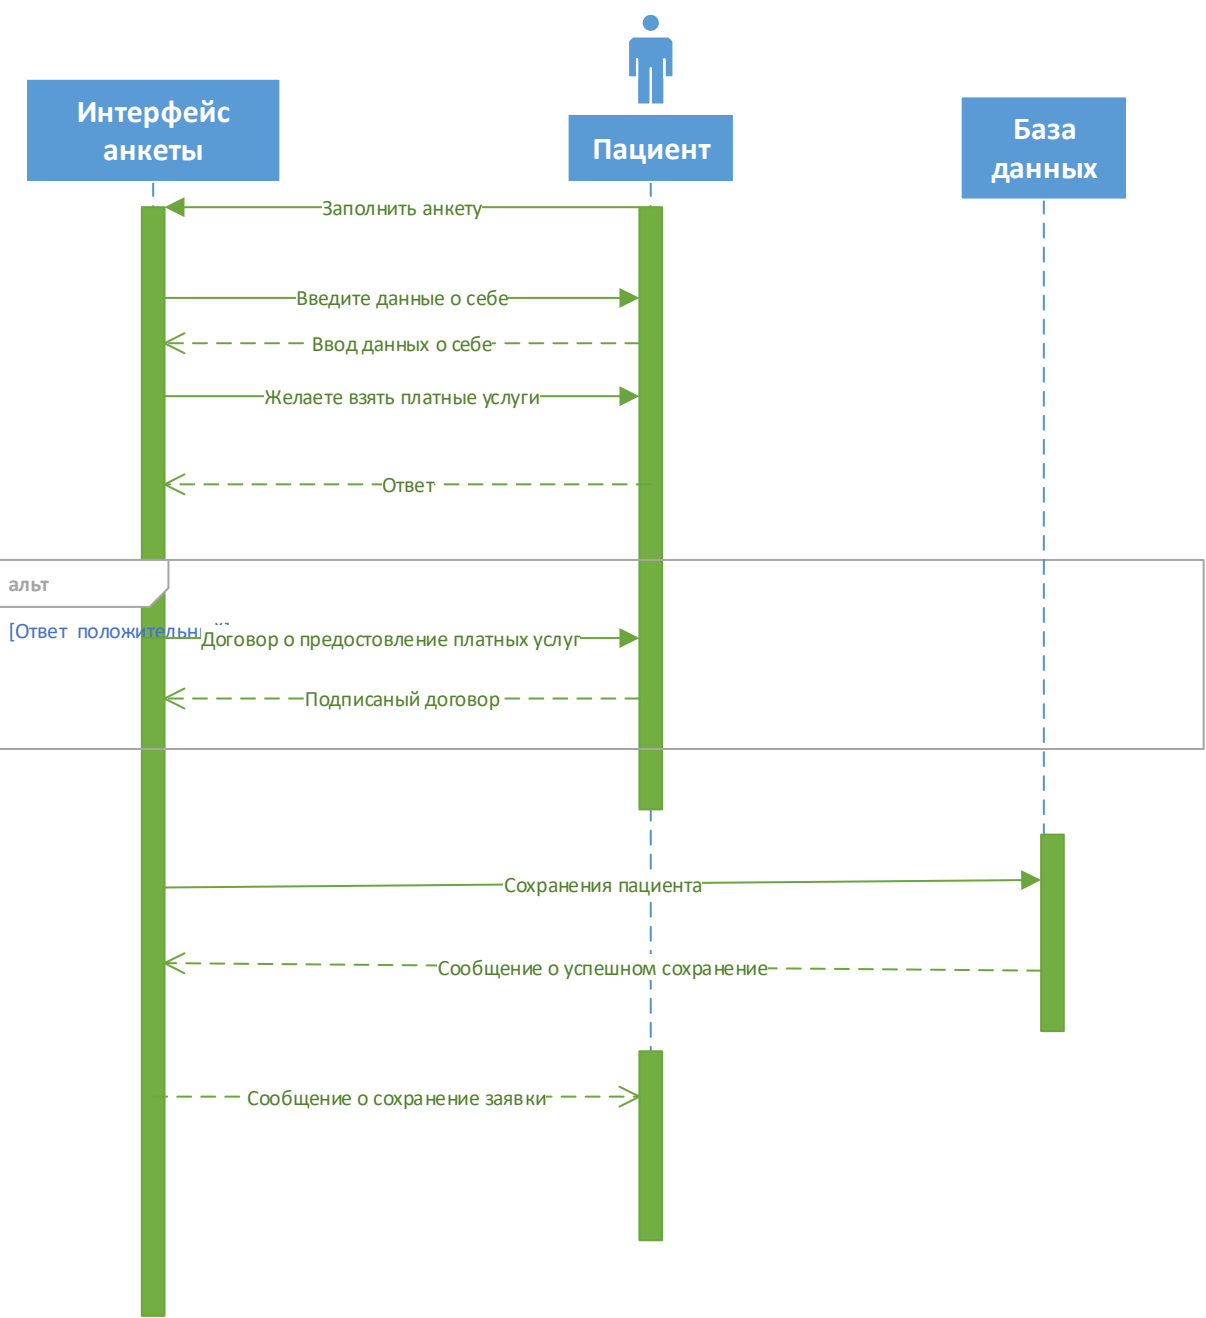 Интерфейс
анкеты
Пациент
База
данных
Заполнить анкету
Введите данные о себе
Ввод данных о себе
Желаете взять платные услуги
Ответ
альт
[Ответ положительны
Договор о предостовление платных услуг
Подписаный договор
Сохранения пациента
Сообщение о успешном сохранение
Сообщение о сохранение заявки